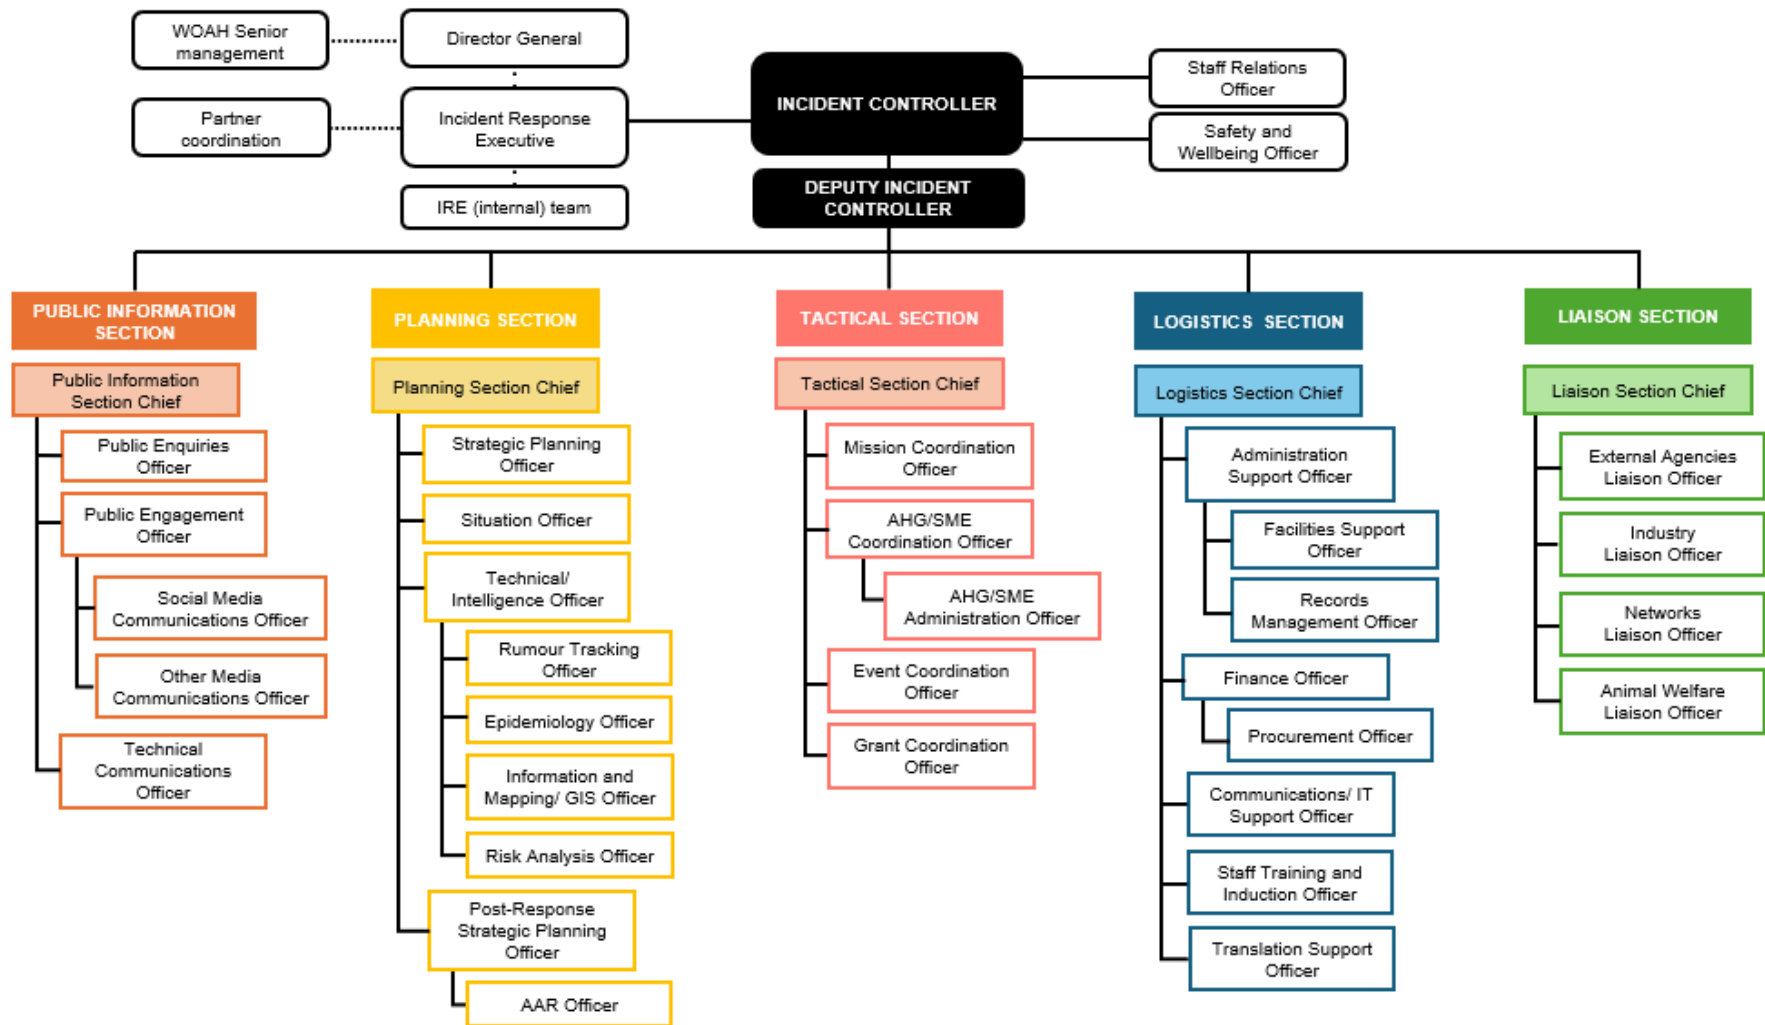 WOAH Senior
management
Director General
Partner
coordination
Incident Response
Executive
IRE (internal) team
INCIDENT CONTROLLER
DEPUTY INCIDENT
CONTROLLER
Staff Relations
Officer
Safety and
Wellbeing Officer
PUBLIC INFORMATION
SECTION
Public Information
Section Chief
Public Enquiries
Officer
Public Engagement
Officer
Social Media
Communications Officer
Other Media
Communications Officer
Technical
Communications
Officer
PLANNING SECTION
Planning Section Chief
Strategic Planning
Officer
Situation Officer
Technical/
Intelligence Officer
Rumour Tracking
Officer
Epidemiology Officer
Information and
Mapping/ GIS Officer
Risk Analysis Officer
Post-Response
Strategic Planning
Officer
AAR Officer
TACTICAL SECTION
Tactical Section Chief
Mission Coordination
Officer
AHG/SME
Coordination Officer
AHG/SME
Administration Officer
Event Coordination
Officer
Grant Coordination
Officer
LOGISTICS SECTION
Logistics Section Chief
Administration
Support Officer
Facilities Support
Officer
Records
Management Officer
Finance Officer
Procurement Officer
Communications/ IT
Support Officer
Staff Training and
Induction Officer
Translation Support
Officer
LIAISON SECTION
Liaison Section Chief
External Agencies
Liaison Officer
Industry
Liaison Officer
Networks
Liaison Officer
Animal Welfare
Liaison Officer